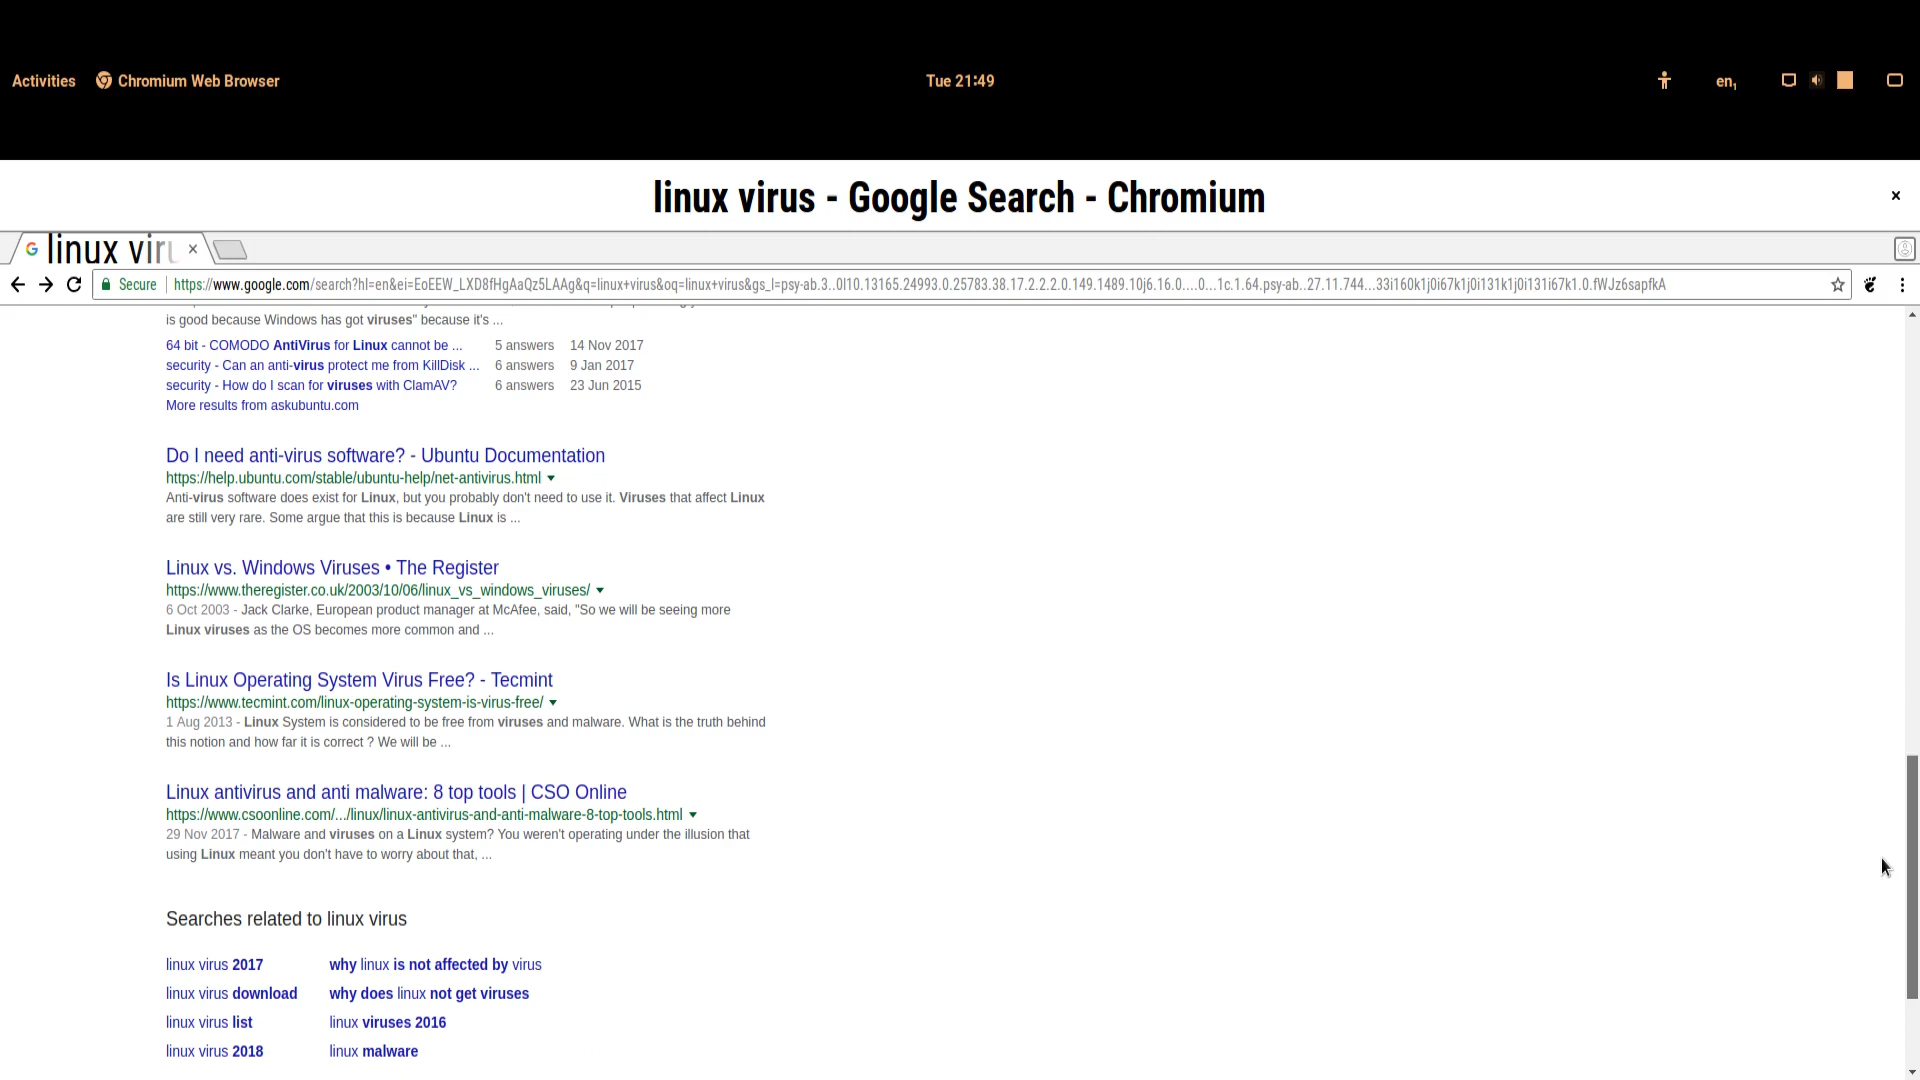 Activities Chromium Web Browser Tue 21:49 en1
linux virus - Google Search - Chromium
linux viru
Secure https://www.google.com/search?hl=en&ei=EoEEW_LXD8fHgAaQz5LAAg&q=linux+virus&oq=linux+virus&gs_l=psy-ab.3..0l10.13165.24993.0.25783.38.17.2.2.2.0.149.1489.10j6.16.0....0...1c.1.64.psy-ab..27.11.744...33i160k1j0i67k1j0i131k1j0i131i67k1.0.fWJz6sapfkA
is good because Windows has got viruses" because it's ...
64 bit - COMODO AntiVirus for Linux cannot be ... 5 answers 14 Nov 2017
security - Can an anti-virus protect me from KillDisk ... 6 answers 9 Jan 2017
security - How do I scan for viruses with ClamAV? 6 answers 23 Jun 2015
More results from askubuntu.com
Do I need anti-virus software? - Ubuntu Documentation
https://help.ubuntu.com/stable/ubuntu-help/net-antivirus.html
Anti-virus software does exist for Linux, but you probably don't need to use it. Viruses that affect Linux
are still very rare. Some argue that this is because Linux is ...
Linux vs. Windows Viruses • The Register
https://www.theregister.co.uk/2003/10/06/linux_vs_windows_viruses/
6 Oct 2003 - Jack Clarke, European product manager at McAfee, said, "So we will be seeing more
Linux viruses as the OS becomes more common and ...
Is Linux Operating System Virus Free? - Tecmint
https://www.tecmint.com/linux-operating-system-is-virus-free/
1 Aug 2013 - Linux System is considered to be free from viruses and malware. What is the truth behind
this notion and how far it is correct ? We will be ...
Linux antivirus and anti malware: 8 top tools | CSO Online
https://www.csoonline.com/.../linux/linux-antivirus-and-anti-malware-8-top-tools.html
29 Nov 2017 - Malware and viruses on a Linux system? You weren't operating under the illusion that
using Linux meant you don't have to worry about that, ...
Searches related to linux virus
linux virus 2017 why linux is not affected by virus
linux virus download why does linux not get viruses
linux virus list linux viruses 2016
linux virus 2018 linux malware